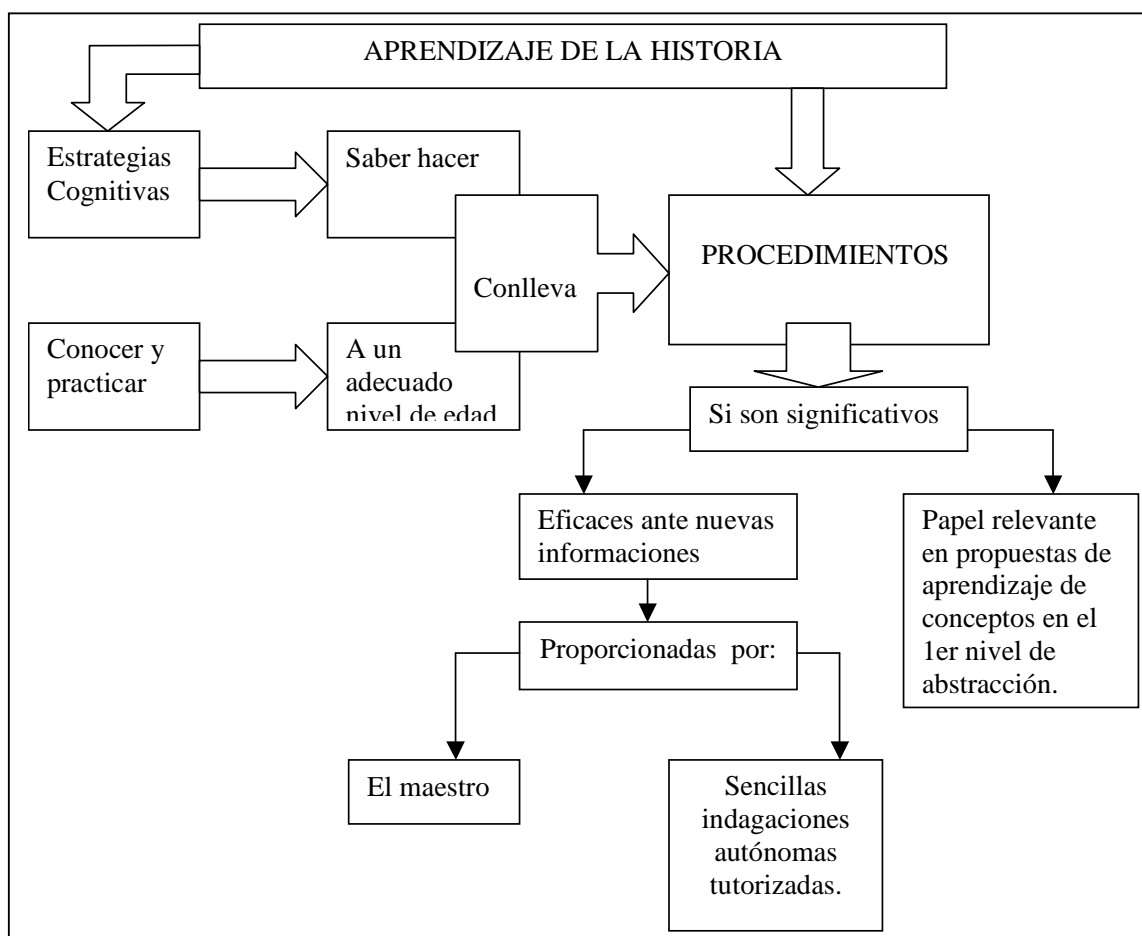 APRENDIZAJE DE LA HISTORIA
Estrategias
Cognitivas
Saber hacer
Conlleva
PROCEDIMIENTOS
Conocer y
practicar
A un
adecuado
nivel de edad
Si son significativos
Eficaces ante nuevas
informaciones
Papel relevante
en propuestas de
aprendizaje de
conceptos en el
1er nivel de
abstracción.
Proporcionadas por:
El maestro
Sencillas
indagaciones
autónomas
tutorizadas.